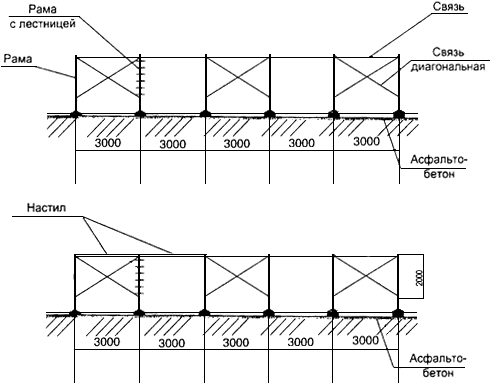 Рама
с лестницей
Связь
Рама
Связь
диагональная
3000 3000 3000 3000 3000
Асфальто-
бетон
Настил
2000
3000 3000 3000 3000 3000
Асфальто-
бетон